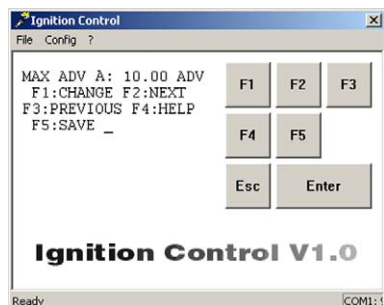 Ignition Control
File Config ?
MAX ADV A: 10.00 ADV
F1:CHANGE F2:NEXT
F3:PREVIOUS F4:HELP
F5:SAVE _
F1 F2 F3
F4 F5
Esc Enter
Ignition Control V1.0
Ready COM1: